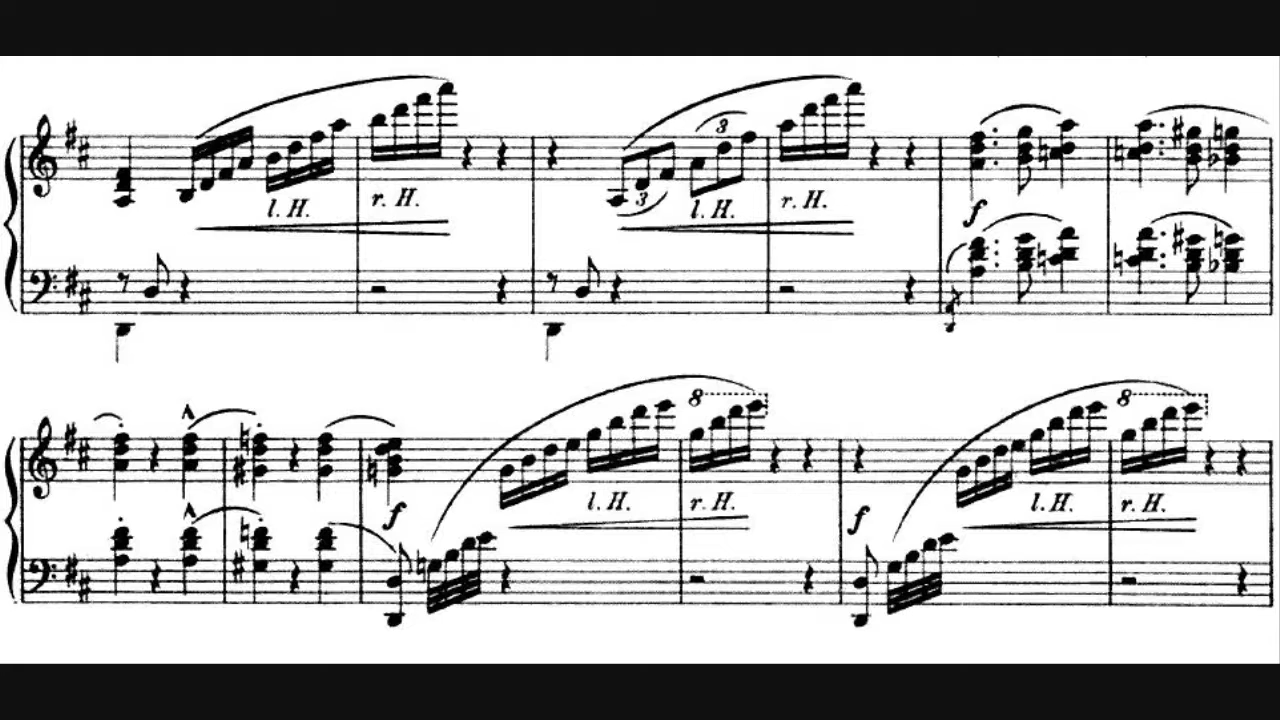 3
l. H. r. H. 3 l. H. r. H. f
8 8
l. H. r. H. l. H. r. H.
f f